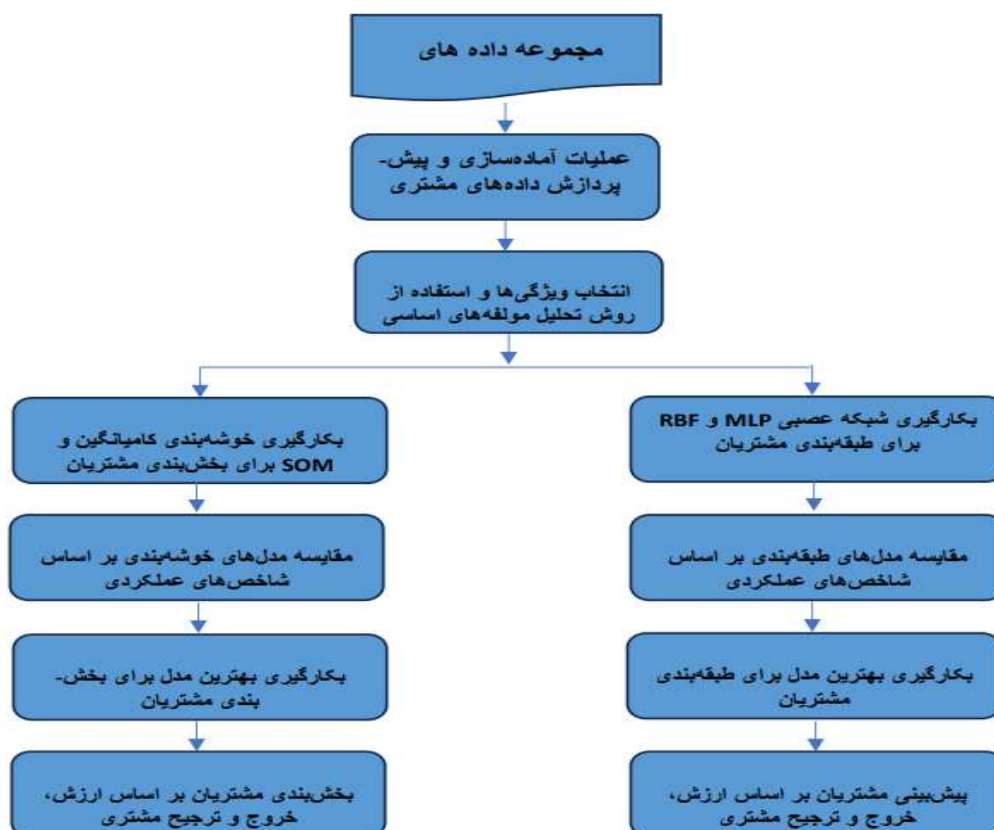 مجموعه داده های
عملیات آماده‌سازی و پیش-
پردازش داده‌های مشتری
انتخاب ویژگی‌ها و استفاده از
روش تحلیل مولفه‌های اساسی
بکارگیری شبکه عصبی MLP و RBF
برای طبقه‌بندی مشتریان
مقایسه مدل‌های طبقه‌بندی بر اساس
شاخص‌های عملکردی
بکارگیری بهترین مدل برای طبقه‌بندی
مشتریان
پیش‌بینی مشتریان بر اساس ارزش،
خروج و ترجیح مشتری
بکارگیری خوشه‌بندی کامیانگین و
SOM برای بخش‌بندی مشتریان
مقایسه مدل‌های خوشه‌بندی بر اساس
شاخص‌های عملکردی
بکارگیری بهترین مدل برای بخش-
بندی مشتریان
بخش‌بندی مشتریان بر اساس ارزش،
خروج و ترجیح مشتری